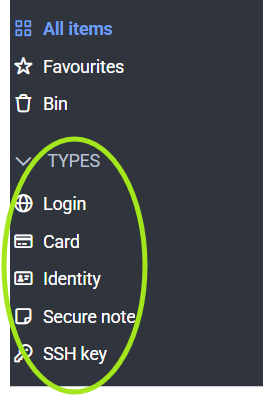 All items
Favourites
Bin
TYPES
Login
Card
Identity
Secure note
SSH key